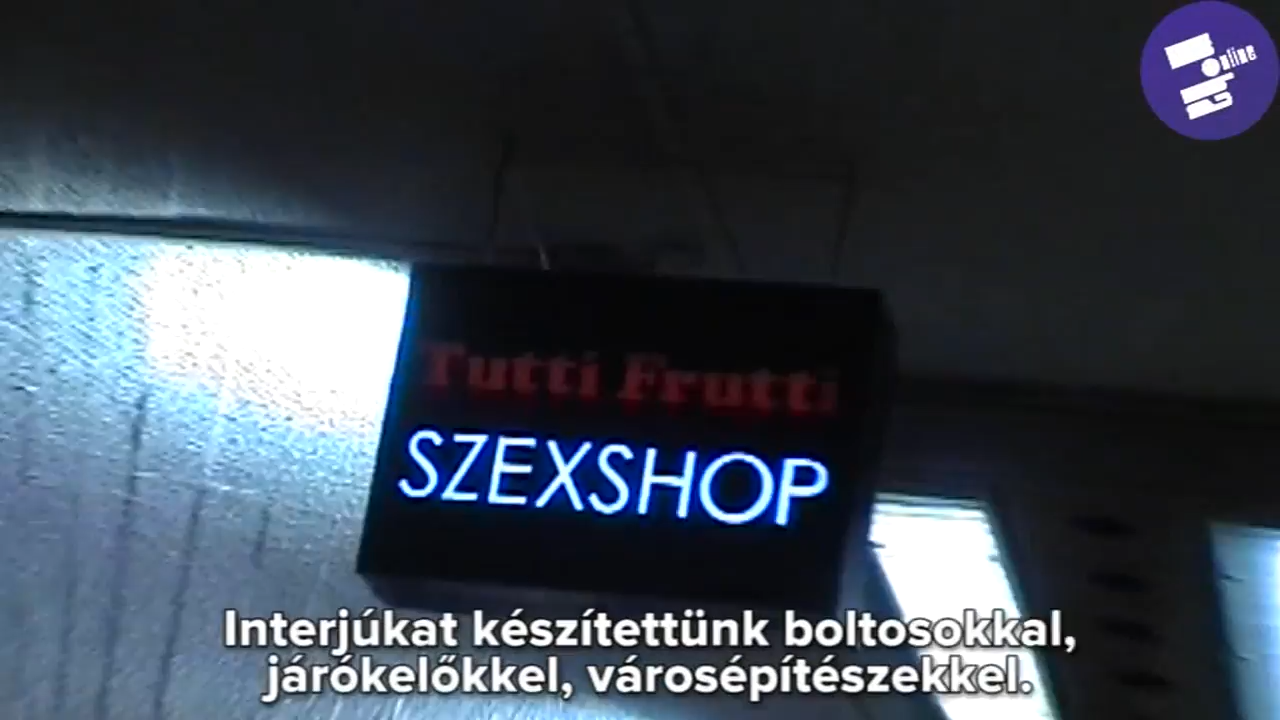 online
Tutti Frutti
SZEXSHOP
Interjúkat készítettünk boltosokkal,
járókelőkkel, városépítészekkel.